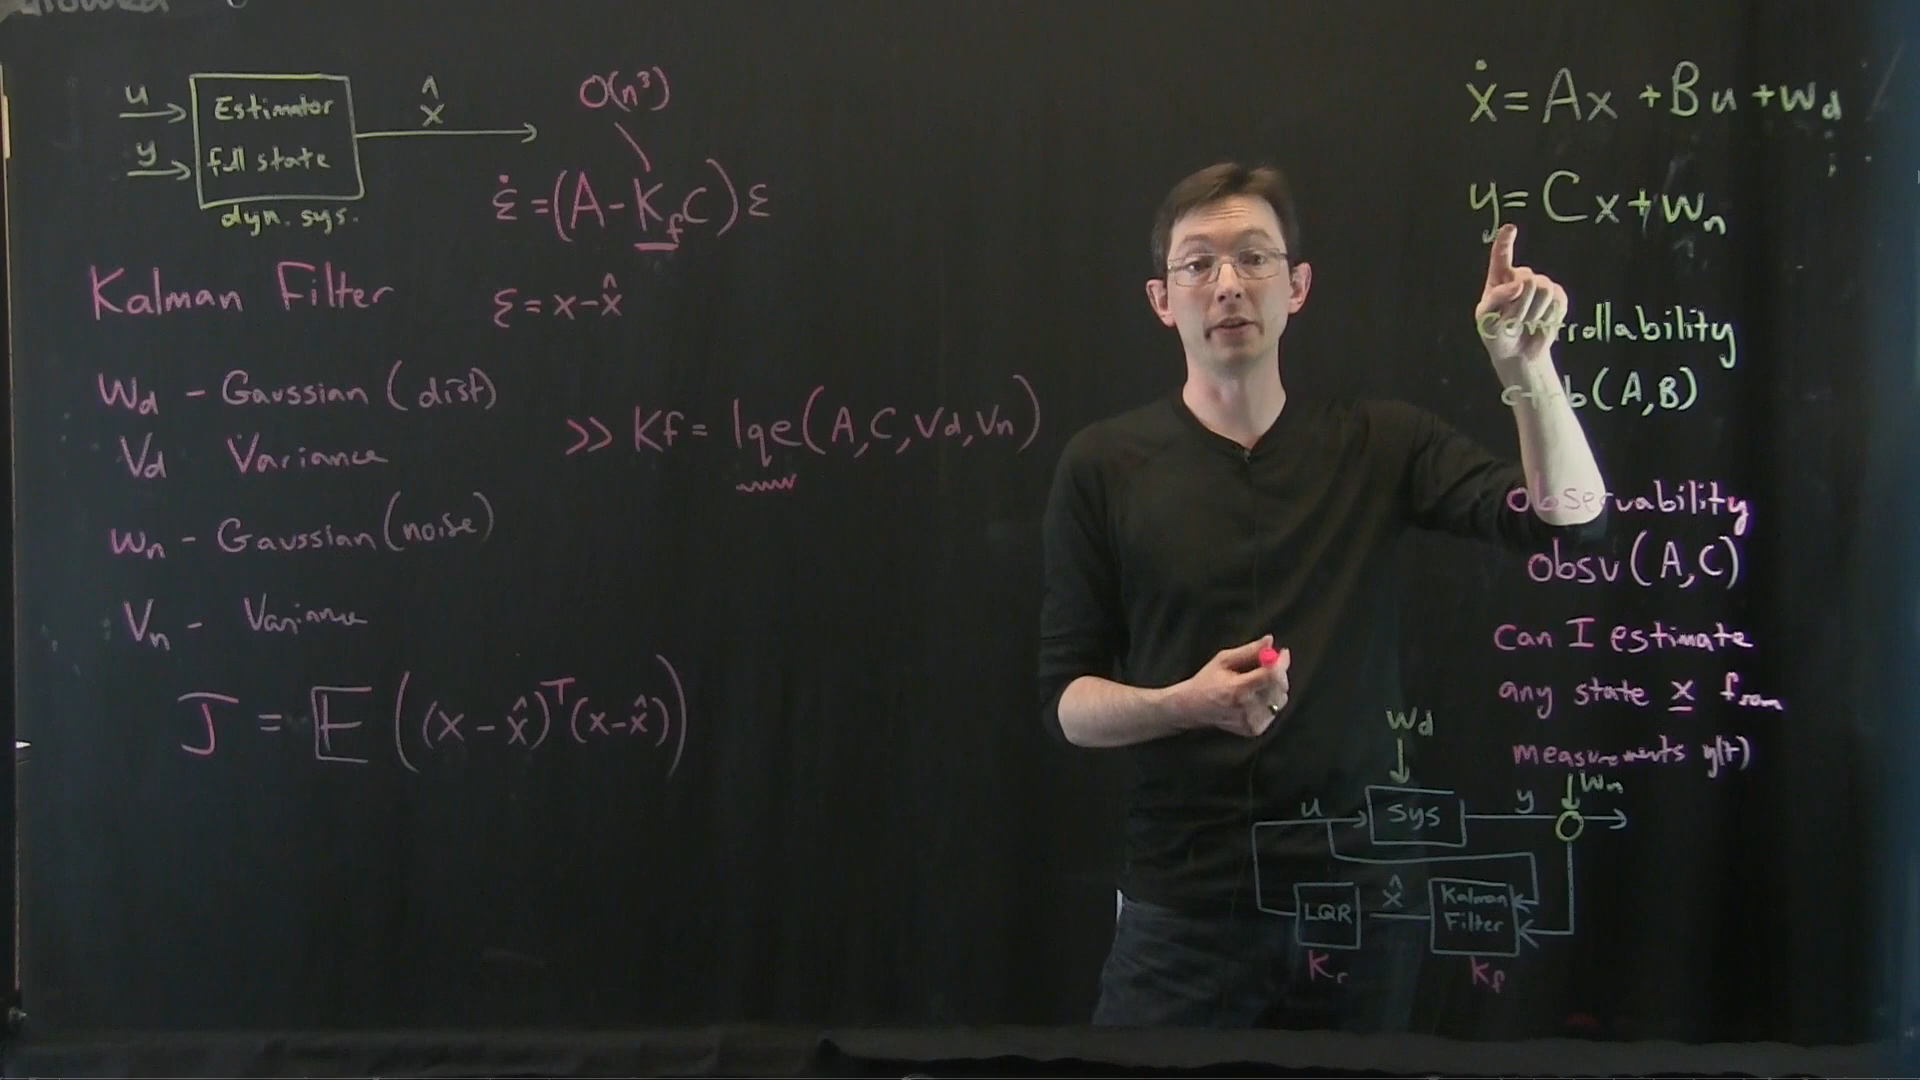 u
y
Estimator
full state
dyn. sys.
x̂
O(n³)
ε̇ = (A - K_f C) ε
ε = x - x̂
Kalman Filter
w_d - Gaussian (dist)
V_d Variance
w_n - Gaussian (noise)
V_n - Variance
>> Kf = lqe(A, C, Vd, Vn)
J = E((x - x̂)ᵀ(x - x̂))
ẋ = Ax + Bu + w_d
y = Cx + w_n
controllability
ctrb(A,B)
observability
obsv(A,C)
can I estimate
any state x from
measurements y(t)
w_d
w_n
u
sys
y
LQR
x̂
Kalman
Filter
K_r
K_f